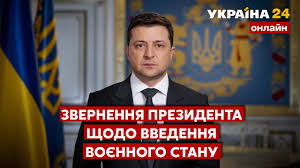 УКРАЇНА 24
ОНЛАЙН
ЗВЕРНЕННЯ ПРЕЗИДЕНТА
ЩОДО ВВЕДЕННЯ
ВОЄННОГО СТАНУ